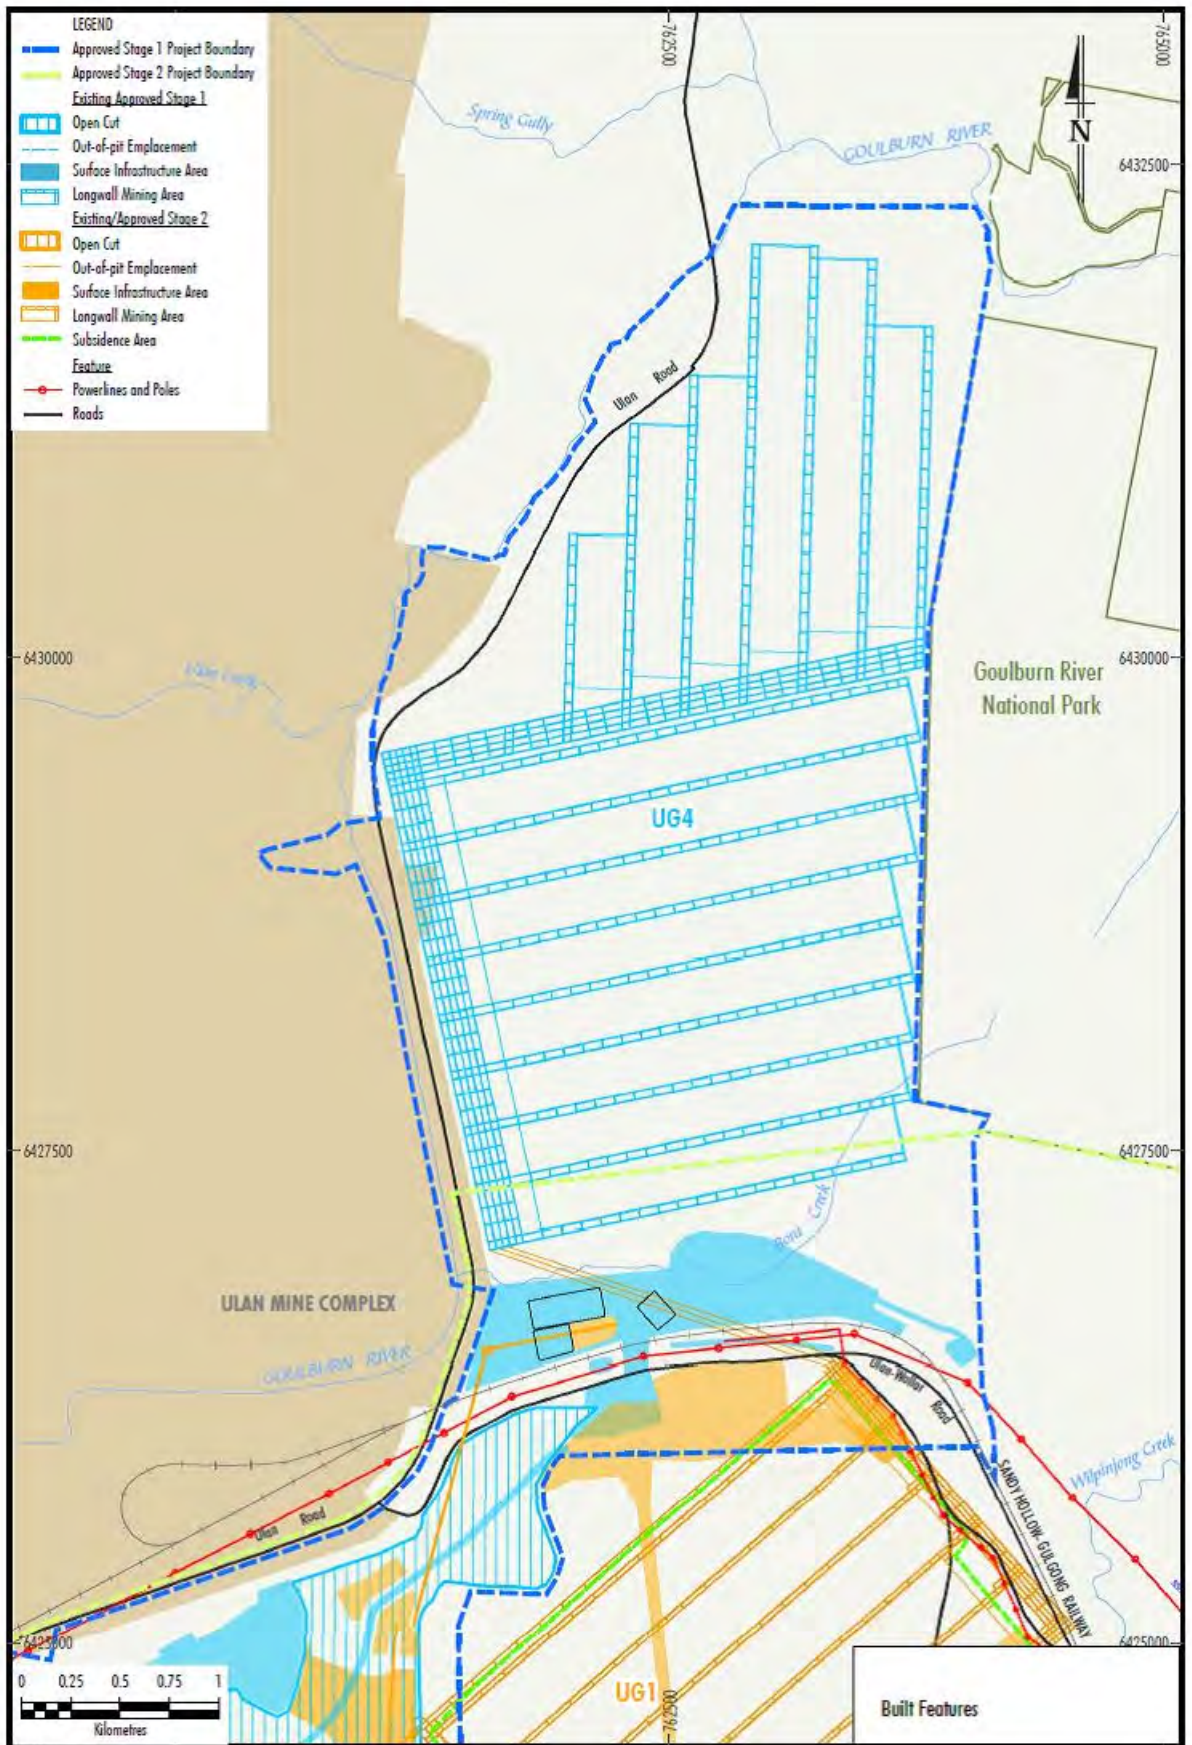 LEGEND
Approved Stage 1 Project Boundary
Approved Stage 2 Project Boundary
Existing Approved Stage 1
Open Cut
Out-of-pit Emplacement
Surface Infrastructure Area
Longwall Mining Area
Existing/Approved Stage 2
Open Cut
Out-of-pit Emplacement
Surface Infrastructure Area
Longwall Mining Area
Subsidence Area
Feature
Powerlines and Poles
Roads
762500
765000
N
Spring Gully
GOULBURN RIVER
6432500
Ulan Road
6430000
6430000
Goulburn River
National Park
UG4
6427500
6427500
Bora Creek
ULAN MINE COMPLEX
GOULBURN RIVER
Ulan-Wollar
Road
Wilpinjong Creek
SANDY HOLLOW-GULGONG RAILWAY
Ulan Road
6425000
6425000
0 0.25 0.5 0.75 1
Kilometres
UG1
762500
Built Features